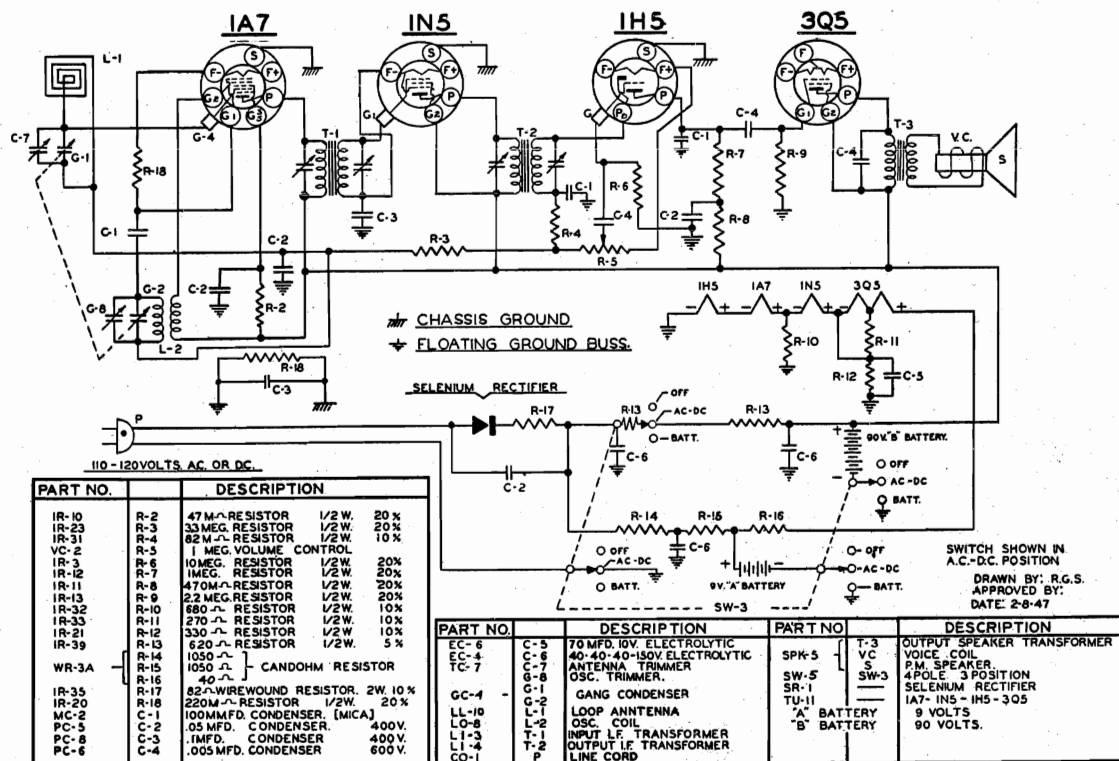 1A7 1N5 1H5 3Q5
L-1
S S S F
F- F+ F- F+ F- F+ F- F+
G2 G1 G3 5 P
G1 G2 P
G PD P
G1 G2 P
G-4
C-7 G-1
R-18
T-1
T-2
C-1
C-4
T-3 V.C.
S
R-7 R-9 C-4
C-3
C-1
R-6
C-4
C-2
R-8
C-1
C-2
R-3
R-4
R-5
G-8 G-2
C-2
R-2
L-2
1H5 1A7 1N5 3Q5
- + - + - + - +
R-10 R-11
R-12 C-5
CHASSIS GROUND
FLOATING GROUND BUSS.
R-18
C-3
SELENIUM RECTIFIER
P
R-17
R-13
OFF
AC-DC
BATT.
R-13
C-6
C-6
+
90V."B" BATTERY.
-
OFF
AC-DC
BATT.
C-2
110-120VOLTS. AC. OR DC.
R-14 R-15 R-16
C-6
OFF
AC-DC
BATT.
+ -
9V."A" BATTERY
OFF
AC-DC
BATT.
SW-3
SWITCH SHOWN IN
A.C.-D.C. POSITION
DRAWN BY: R.G.S.
APPROVED BY:
DATE: 2-8-47
PART NO. DESCRIPTION
IR-10 R-2 47 M-Ω-RESISTOR 1/2 W. 20%
IR-23 R-3 3.3 MEG. RESISTOR 1/2 W. 20%
IR-31 R-4 82 M-Ω-RESISTOR 1/2 W. 10%
VC-2 R-5 1 MEG. VOLUME CONTROL
IR-3 R-6 10 MEG. RESISTOR 1/2 W. 20%
IR-12 R-7 1 MEG. RESISTOR 1/2 W. 20%
IR-11 R-8 470M-Ω-RESISTOR 1/2 W. 20%
IR-13 R-9 2.2 MEG. RESISTOR 1/2 W. 20%
IR-32 R-10 680 -Ω- RESISTOR 1/2 W. 10%
IR-33 R-11 270 -Ω- RESISTOR 1/2 W. 10%
IR-21 R-12 330 -Ω- RESISTOR 1/2 W. 10%
IR-39 R-13 620 -Ω- RESISTOR 1/2 W. 5%
R-14 1050 -Ω-
WR-3A R-15 1050 -Ω- CANDOHM RESISTOR
R-16 40 -Ω-
IR-35 R-17 82-Ω-WIREWOUND RESISTOR. 2W. 10%
IR-20 R-18 220M-Ω-RESISTOR 1/2W. 20%
MC-2 C-1 100MMFD. CONDENSER. [MICA]
PC-5 C-2 .05 MFD. CONDENSER. 400V.
PC-8 C-3 .1MFD. CONDENSER 400V.
PC-6 C-4 .005 MFD. CONDENSER 600V.
PART NO. DESCRIPTION
EC-6 C-5 70 MFD. 10V. ELECTROLYTIC
EC-4 C-6 40-40-40-150V. ELECTROLYTIC
TC-7 C-7 ANTENNA TRIMMER
G-8 OSC. TRIMMER.
G-1
GC-4 - GANG CONDENSER
G-2
LL-10 L-1 LOOP ANNTENNA
LO-8 L-2 OSC. COIL
LI-3 T-1 INPUT I.F. TRANSFORMER
LI-4 T-2 OUTPUT I.F. TRANSFORMER
CO-1 P LINE CORD
PART NO DESCRIPTION
T-3 OUTPUT SPEAKER TRANSFORMER
SPK-5 VC VOICE COIL
S P.M. SPEAKER.
SW-5 SW-3 4 POLE 3 POSITION
SR-1 SELENIUM RECTIFIER
TU-11 1A7-1N5-1H5-3Q5
"A" BATTERY 9 VOLTS
"B" BATTERY 90 VOLTS.